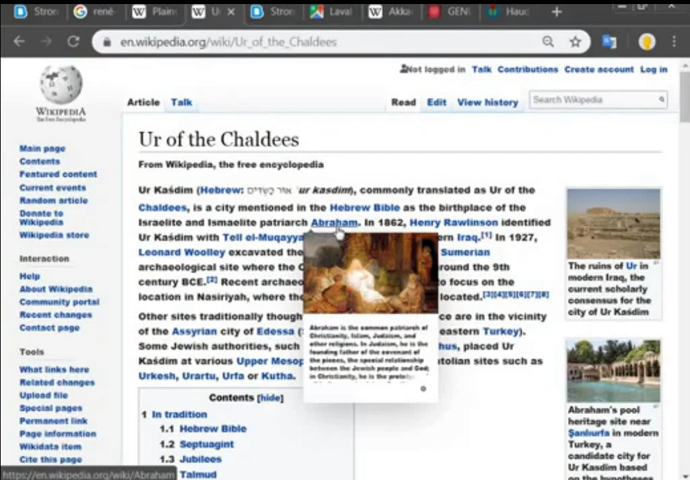 Stron
rené-
Plain
U
Stron
Laval
Akka
GENI
Hauc
en.wikipedia.org/wiki/Ur_of_the_Chaldees
Not logged in Talk Contributions Create account Log in
WIKIPEDIA
The Free Encyclopedia
Article Talk
Read Edit View history
Search Wikipedia
Main page
Contents
Featured content
Current events
Random article
Donate to
Wikipedia
Wikipedia store
Interaction
Help
About Wikipedia
Community portal
Recent changes
Contact page
Tools
What links here
Related changes
Upload file
Special pages
Permanent link
Page information
Wikidata item
Cite this page
Ur of the Chaldees
From Wikipedia, the free encyclopedia
Ur Kaśdim (Hebrew: אוּר כַּשְׂדִּים ʾur kasdim), commonly translated as Ur of the
Chaldees, is a city mentioned in the Hebrew Bible as the birthplace of the
Israelite and Ismaelite patriarch Abraham. In 1862, Henry Rawlinson identified
Ur Kaśdim with Tell el-Muqayya ern Iraq.[1] In 1927,
Leonard Woolley excavated the Sumerian
archaeological site where the C round the 9th
century BCE.[2] Recent archaeo to focus on the
location in Nasiriyah, where the located.[3][4][5][6][7][8]
Other sites traditionally though ce are in the vicinity
of the Assyrian city of Edessa ( eastern Turkey).
Some Jewish authorities, such hus, placed Ur
Kaśdim at various Upper Mesop tolian sites such as
Urkesh, Urartu, Urfa or Kutha.
Abraham is the common patriarch of
Christianity, Islam, Judaism, and
other religions. In Judaism, he is the
founding father of the covenant of
the pieces, the special relationship
between the Jewish people and God;
in Christianity, he is the
Contents [hide]
1 In tradition
1.1 Hebrew Bible
1.2 Septuagint
1.3 Jubilees
Talmud
The ruins of Ur in
modern Iraq, the
current scholarly
consensus for the
city of Ur Kaśdim
Abraham's pool
heritage site near
Şanlıurfa in modern
Turkey, a
candidate city for
Ur Kasdim based
on the hypotheses
https://en.wikipedia.org/wiki/Abraham